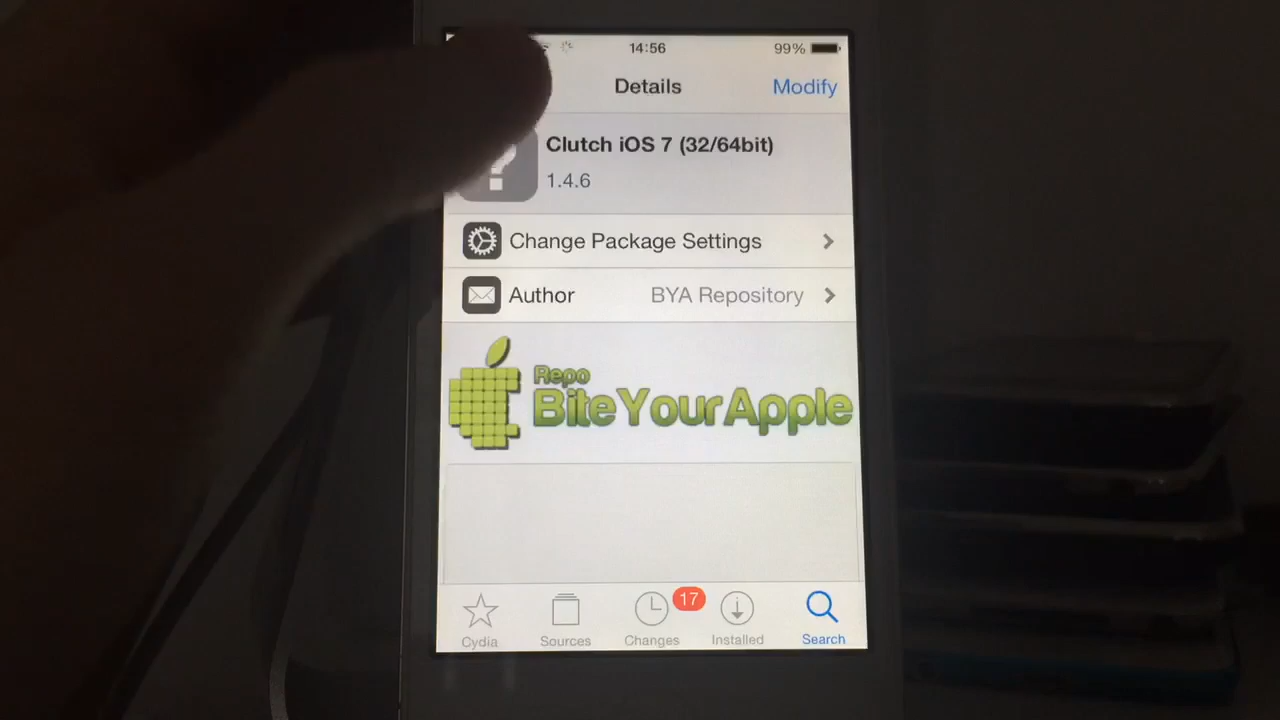 14:56
99%
Details
Modify
Clutch iOS 7 (32/64bit)
?
1.4.6
Change Package Settings
Author
BYA Repository
Repo
BiteYourApple
17
Cydia
Sources
Changes
Installed
Search